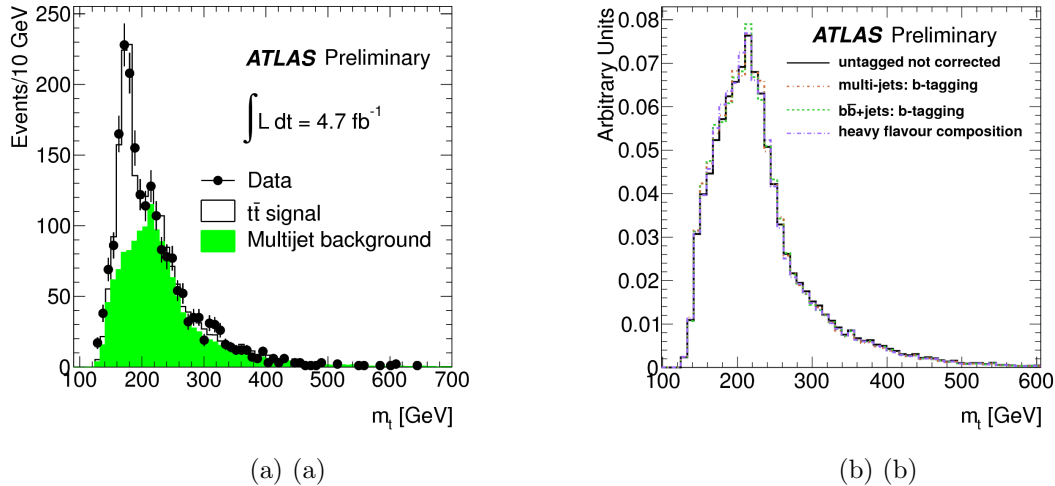 Events/10 GeV
250
200
150
100
50
0
100 200 300 400 500 600 700
m_t [GeV]
ATLAS Preliminary
∫L dt = 4.7 fb⁻¹
Data
tt̄ signal
Multijet background
(a) (a)
Arbitrary Units
0.08
0.07
0.06
0.05
0.04
0.03
0.02
0.01
0
100 200 300 400 500 600
m_t [GeV]
ATLAS Preliminary
untagged not corrected
multi-jets: b-tagging
bb̄+jets: b-tagging
heavy flavour composition
(b) (b)